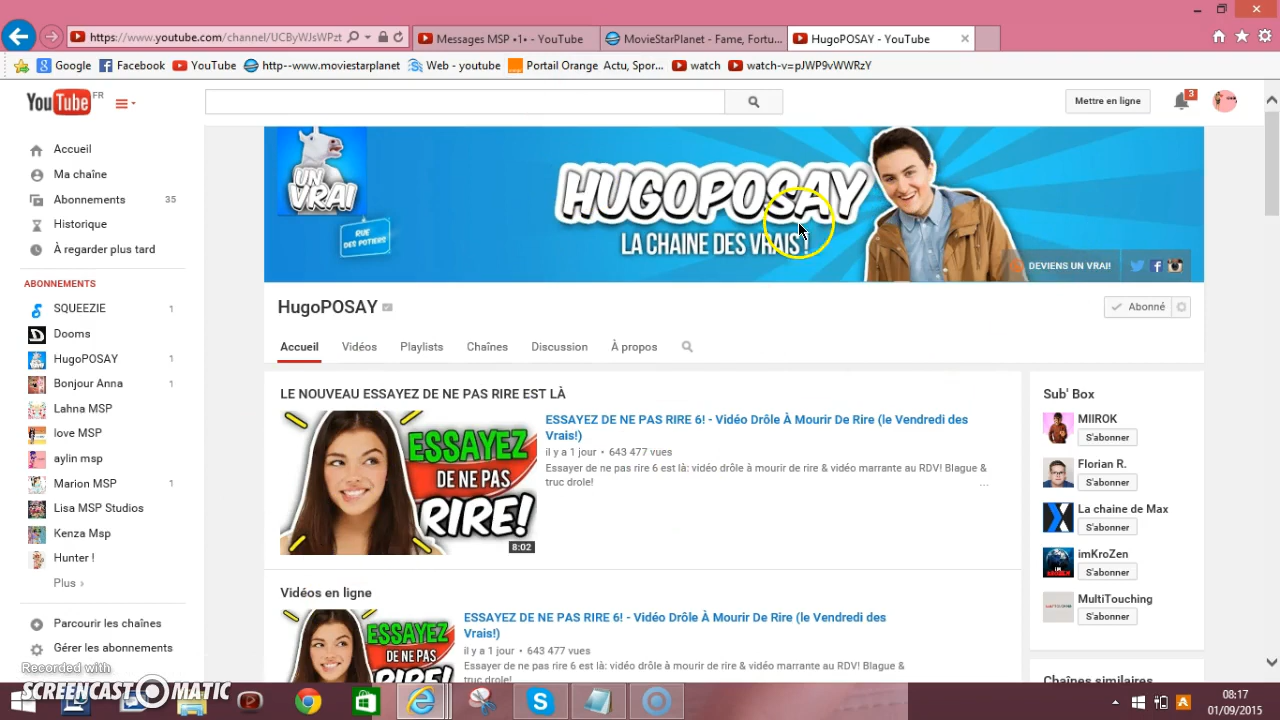 https://www.youtube.com/channel/UCByWJsWPzt
Messages MSP •1• - YouTube
MovieStarPlanet - Fame, Fortu...
HugoPOSAY - YouTube
Google
Facebook
YouTube
http--www.moviestarplanet
Web - youtube
Portail Orange Actu, Spor...
watch
watch-v=pJWP9vWWRzY
YouTube FR
Mettre en ligne
3
Accueil
Ma chaîne
Abonnements 35
Historique
À regarder plus tard
ABONNEMENTS
SQUEEZIE 1
Dooms
HugoPOSAY 1
Bonjour Anna 1
Lahna MSP
love MSP
aylin msp
Marion MSP 1
Lisa MSP Studios
Kenza Msp
Hunter !
Plus ›
Parcourir les chaînes
Gérer les abonnements
UN
VRAI
RUE
DES POTIERS
HUGOPOSAY
LA CHAINE DES VRAIS !
DEVIENS UN VRAI!
HugoPOSAY
Abonné
Accueil
Vidéos
Playlists
Chaînes
Discussion
À propos
LE NOUVEAU ESSAYEZ DE NE PAS RIRE EST LÀ
ESSAYEZ
DE NE PAS
RIRE!
8:02
ESSAYEZ DE NE PAS RIRE 6! - Vidéo Drôle À Mourir De Rire (le Vendredi des
Vrais!)
il y a 1 jour • 643 477 vues
Essayer de ne pas rire 6 est là: vidéo drôle à mourir de rire & vidéo marrante au RDV! Blague &
truc drole!
...
Vidéos en ligne
ESSAYEZ
DE NE PAS
ESSAYEZ DE NE PAS RIRE 6! - Vidéo Drôle À Mourir De Rire (le Vendredi des
Vrais!)
il y a 1 jour • 643 477 vues
Essayer de ne pas rire 6 est là: vidéo drôle à mourir de rire & vidéo marrante au RDV! Blague &
truc drole!
Sub' Box
MIIROK
S'abonner
Florian R.
S'abonner
La chaine de Max
S'abonner
imKroZen
S'abonner
MultiTouching
S'abonner
Chaînes similaires
Recorded with
SCREENCAST-O-MATIC
08:17
01/09/2015